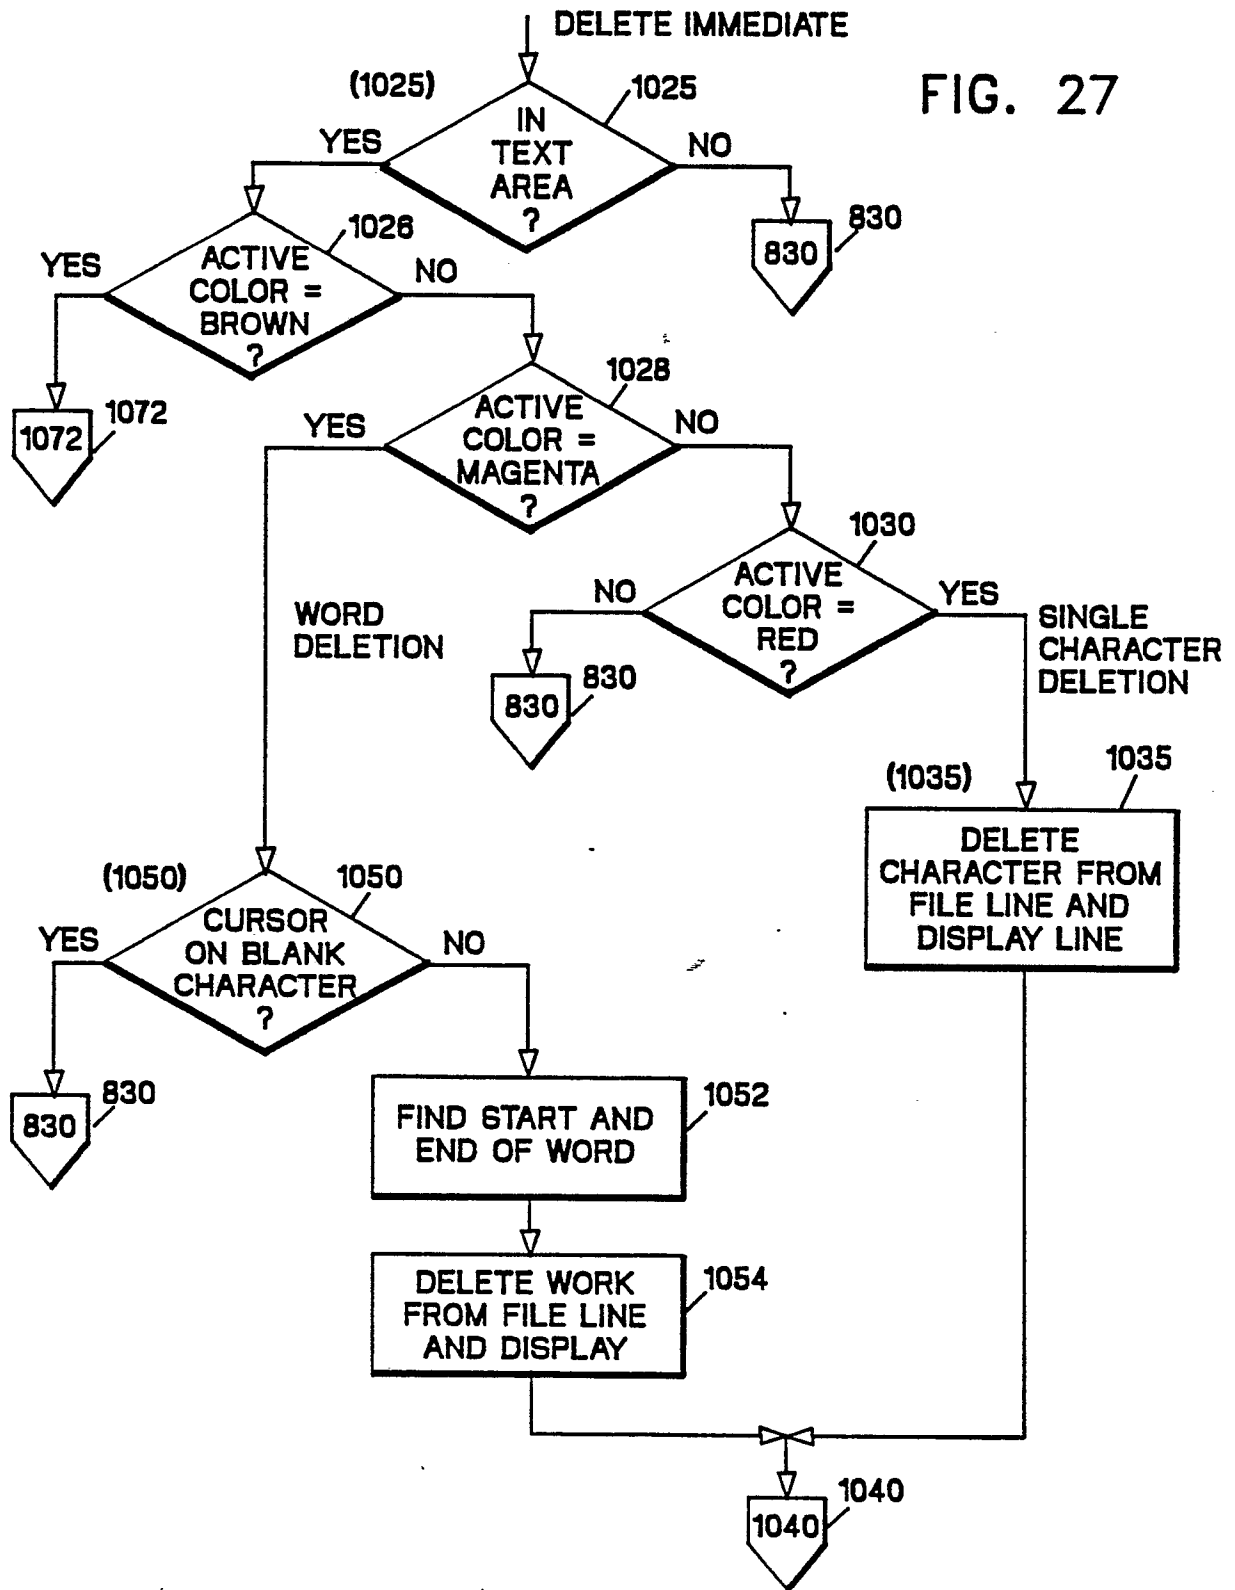 DELETE IMMEDIATE
FIG. 27
(1025)
1025
IN
TEXT
AREA
?
YES
NO
830
830
1026
ACTIVE
COLOR =
BROWN
?
YES
NO
1072
1072
1028
ACTIVE
COLOR =
MAGENTA
?
YES
NO
1030
ACTIVE
COLOR =
RED
?
NO
YES
830
830
WORD
DELETION
SINGLE
CHARACTER
DELETION
(1035)
1035
DELETE
CHARACTER FROM
FILE LINE AND
DISPLAY LINE
(1050)
1050
CURSOR
ON BLANK
CHARACTER
?
YES
NO
830
830
1052
FIND START AND
END OF WORD
1054
DELETE WORK
FROM FILE LINE
AND DISPLAY
1040
1040